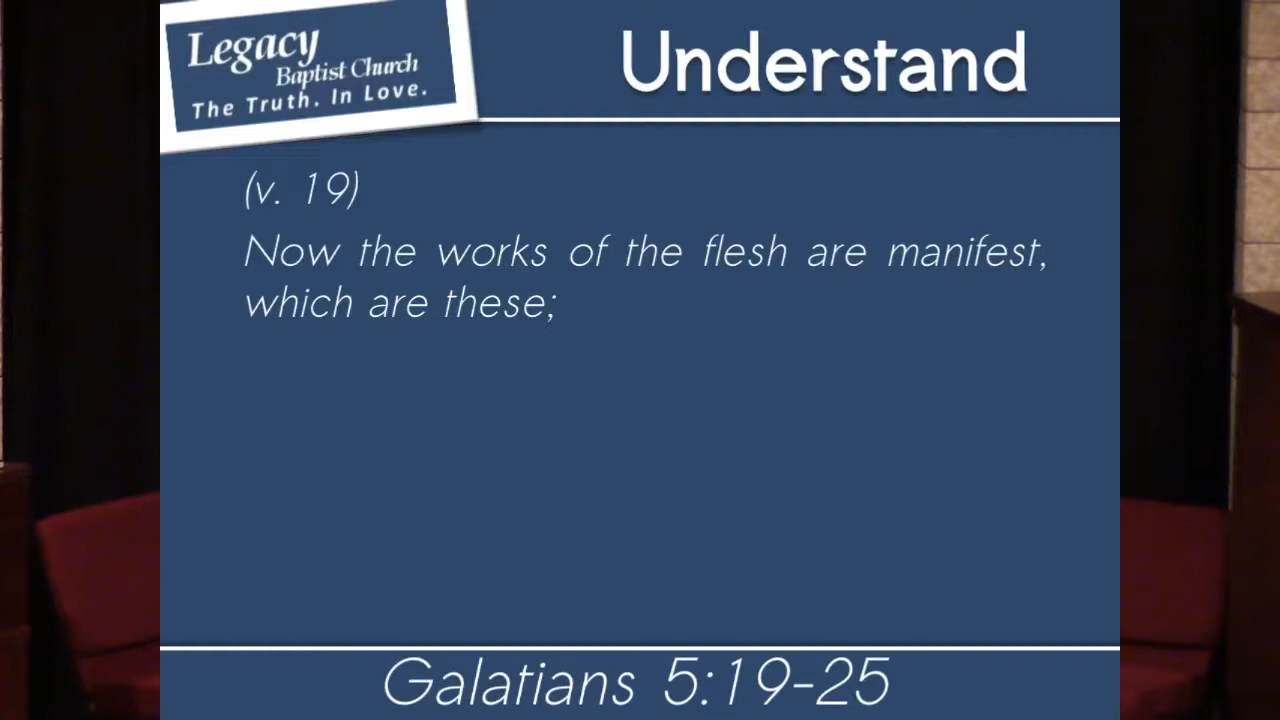 Legacy
Baptist Church
The Truth. In Love.
Understand
(v. 19)
Now the works of the flesh are manifest,
which are these;
Galatians 5:19-25